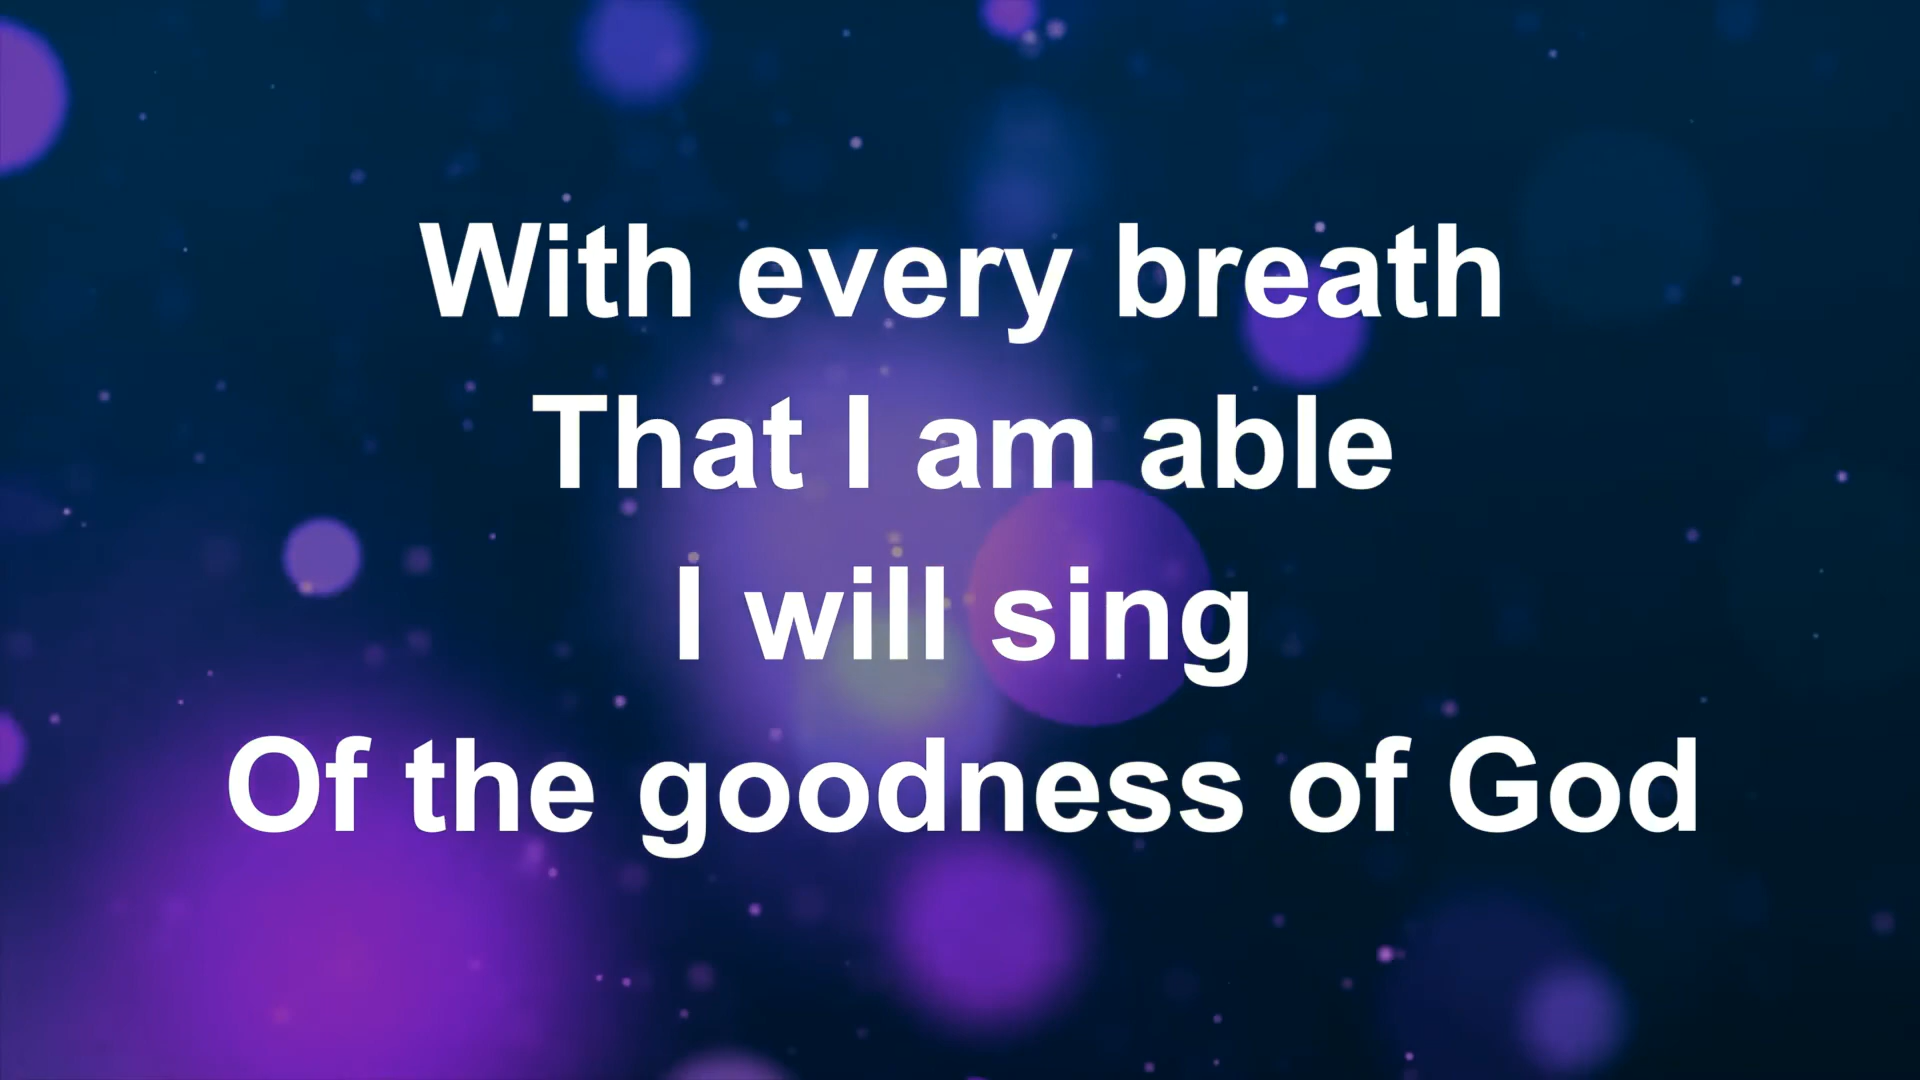 With every breath
That I am able
I will sing
Of the goodness of God